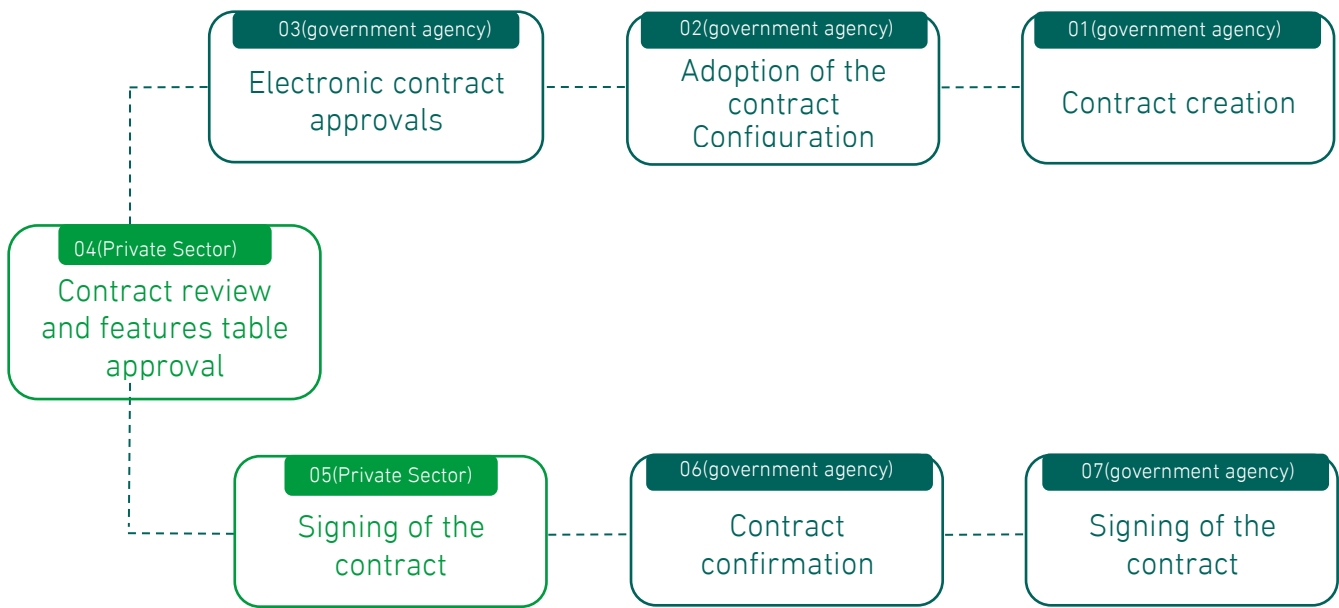 03(government agency)
Electronic contract
approvals
02(government agency)
Adoption of the
contract
Configuration
01(government agency)
Contract creation
04(Private Sector)
Contract review
and features table
approval
05(Private Sector)
Signing of the
contract
06(government agency)
Contract
confirmation
07(government agency)
Signing of the
contract